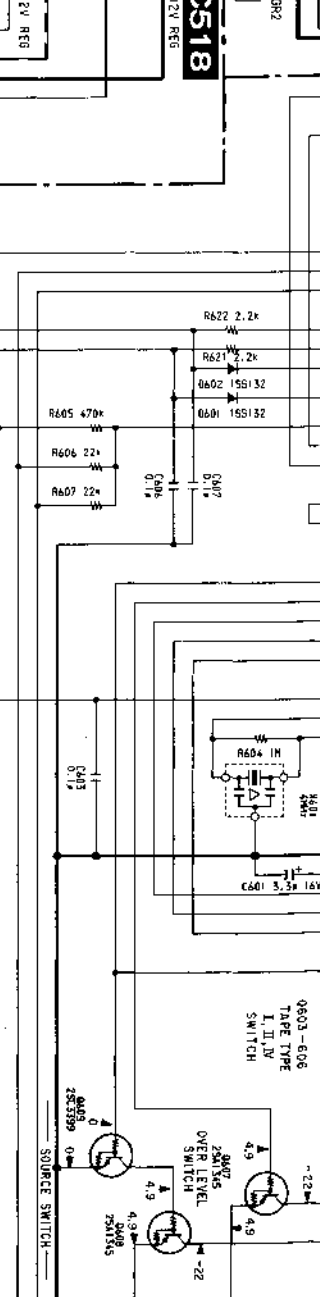 2V REG
12V REG
C518
GR2
R622 2.2k
R621 2.2k
D602 1SS132
D601 1SS132
R605 470k
R606 22k
R607 22k
C606
0.1µ
C607
0.1µ
R604 1M
C603
0.1µ
C601 3.3µ 16V
Q603-606
TAPE TYPE
I, II, IV
SWITCH
Q609
2SC3399
0
0
SOURCE SWITCH
Q607
2SA1345
OVER LEVEL
SWITCH
4.9
-22
4.9
4.9
4.9
Q608
2SA1345
-22